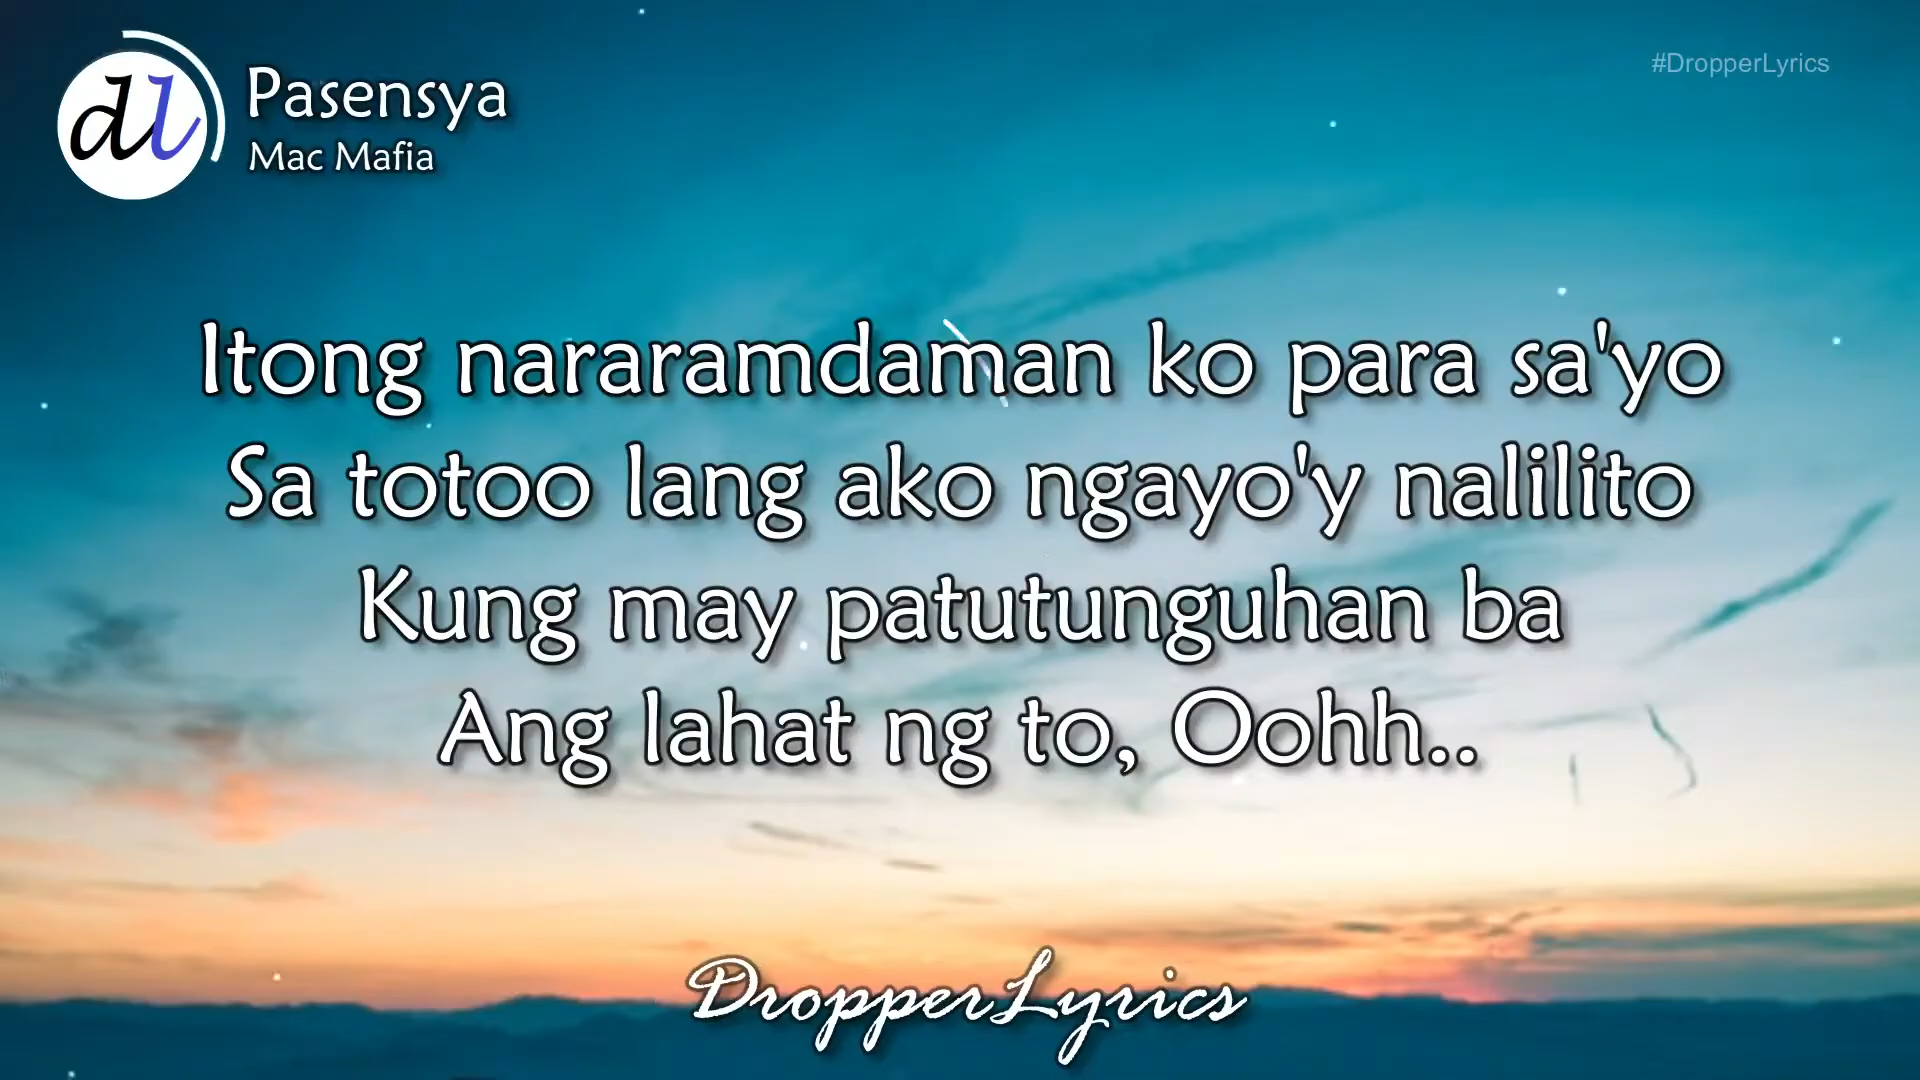 dl
Pasensya
Mac Mafia
#DropperLyrics
Itong nararamdaman ko para sa'yo
Sa totoo lang ako ngayo'y nalilito
Kung may patutunguhan ba
Ang lahat ng to, Oohh..
DropperLyrics